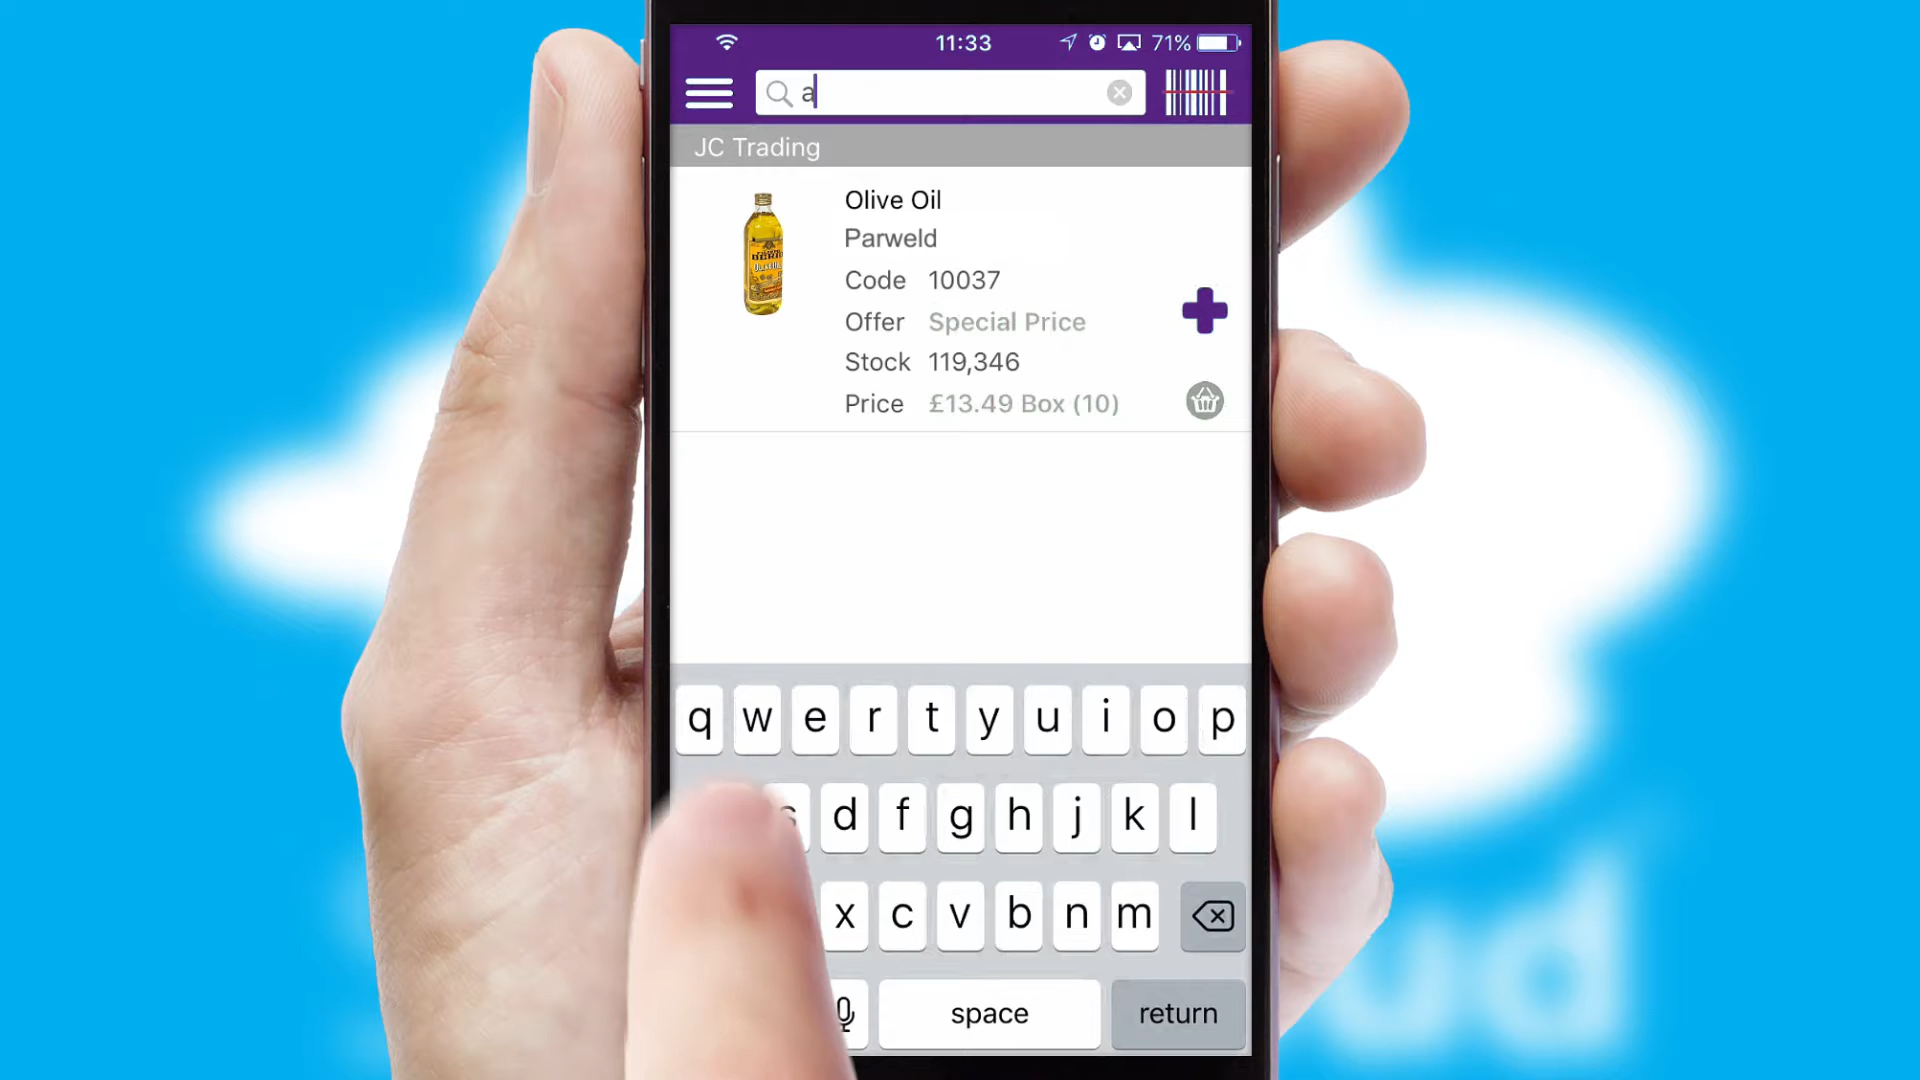 11:33
71%
a
JC Trading
Olive Oil
Parweld
Code 10037
Offer Special Price
Stock 119,346
Price £13.49 Box (10)
q w e r t y u i o p
s d f g h j k l
x c v b n m
space return
ud